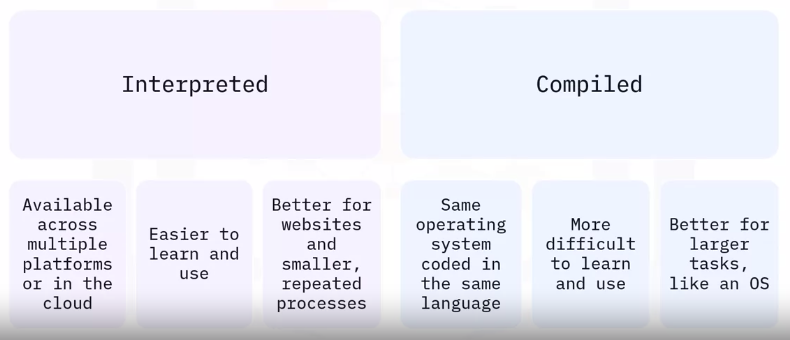 Interpreted
Compiled
Available
across
multiple
platforms
or in the
cloud
Easier to
learn and
use
Better for
websites
and
smaller,
repeated
processes
Same
operating
system
coded in
the same
language
More
difficult
to learn
and use
Better for
larger
tasks,
like an OS